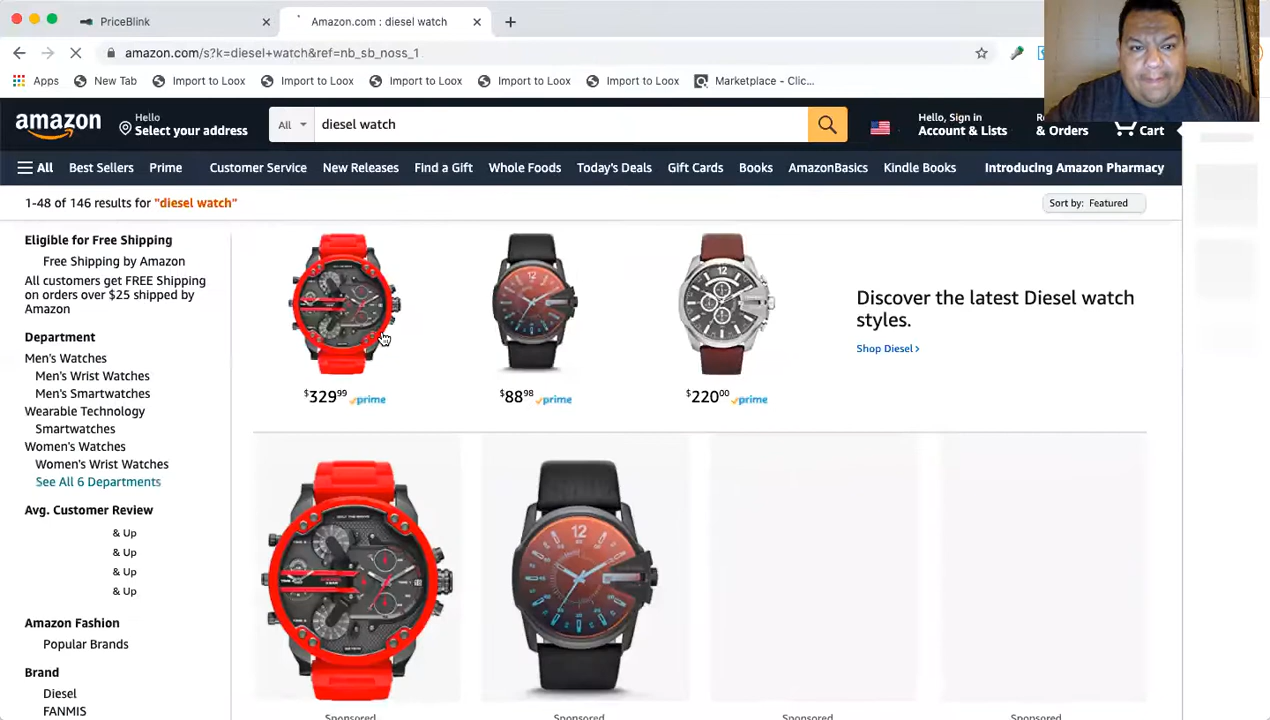 PriceBlink
Amazon.com : diesel watch
amazon.com/s?k=diesel+watch&ref=nb_sb_noss_1
Apps
New Tab
Import to Loox
Import to Loox
Import to Loox
Import to Loox
Import to Loox
Marketplace - Clic...
amazon
Hello
Select your address
All
diesel watch
Hello, Sign in
Account & Lists
& Orders
Cart
All
Best Sellers
Prime
Customer Service
New Releases
Find a Gift
Whole Foods
Today's Deals
Gift Cards
Books
AmazonBasics
Kindle Books
Introducing Amazon Pharmacy
1-48 of 146 results for "diesel watch"
Sort by: Featured
Eligible for Free Shipping
Free Shipping by Amazon
All customers get FREE Shipping
on orders over $25 shipped by
Amazon
Department
Men's Watches
Men's Wrist Watches
Men's Smartwatches
Wearable Technology
Smartwatches
Women's Watches
Women's Wrist Watches
See All 6 Departments
Avg. Customer Review
& Up
& Up
& Up
& Up
Amazon Fashion
Popular Brands
Brand
Diesel
FANMIS
$329 99 prime
$88 98 prime
$220 00 prime
Discover the latest Diesel watch
styles.
Shop Diesel ›
12
12
12
Sponsored
Sponsored
Sponsored
Sponsored